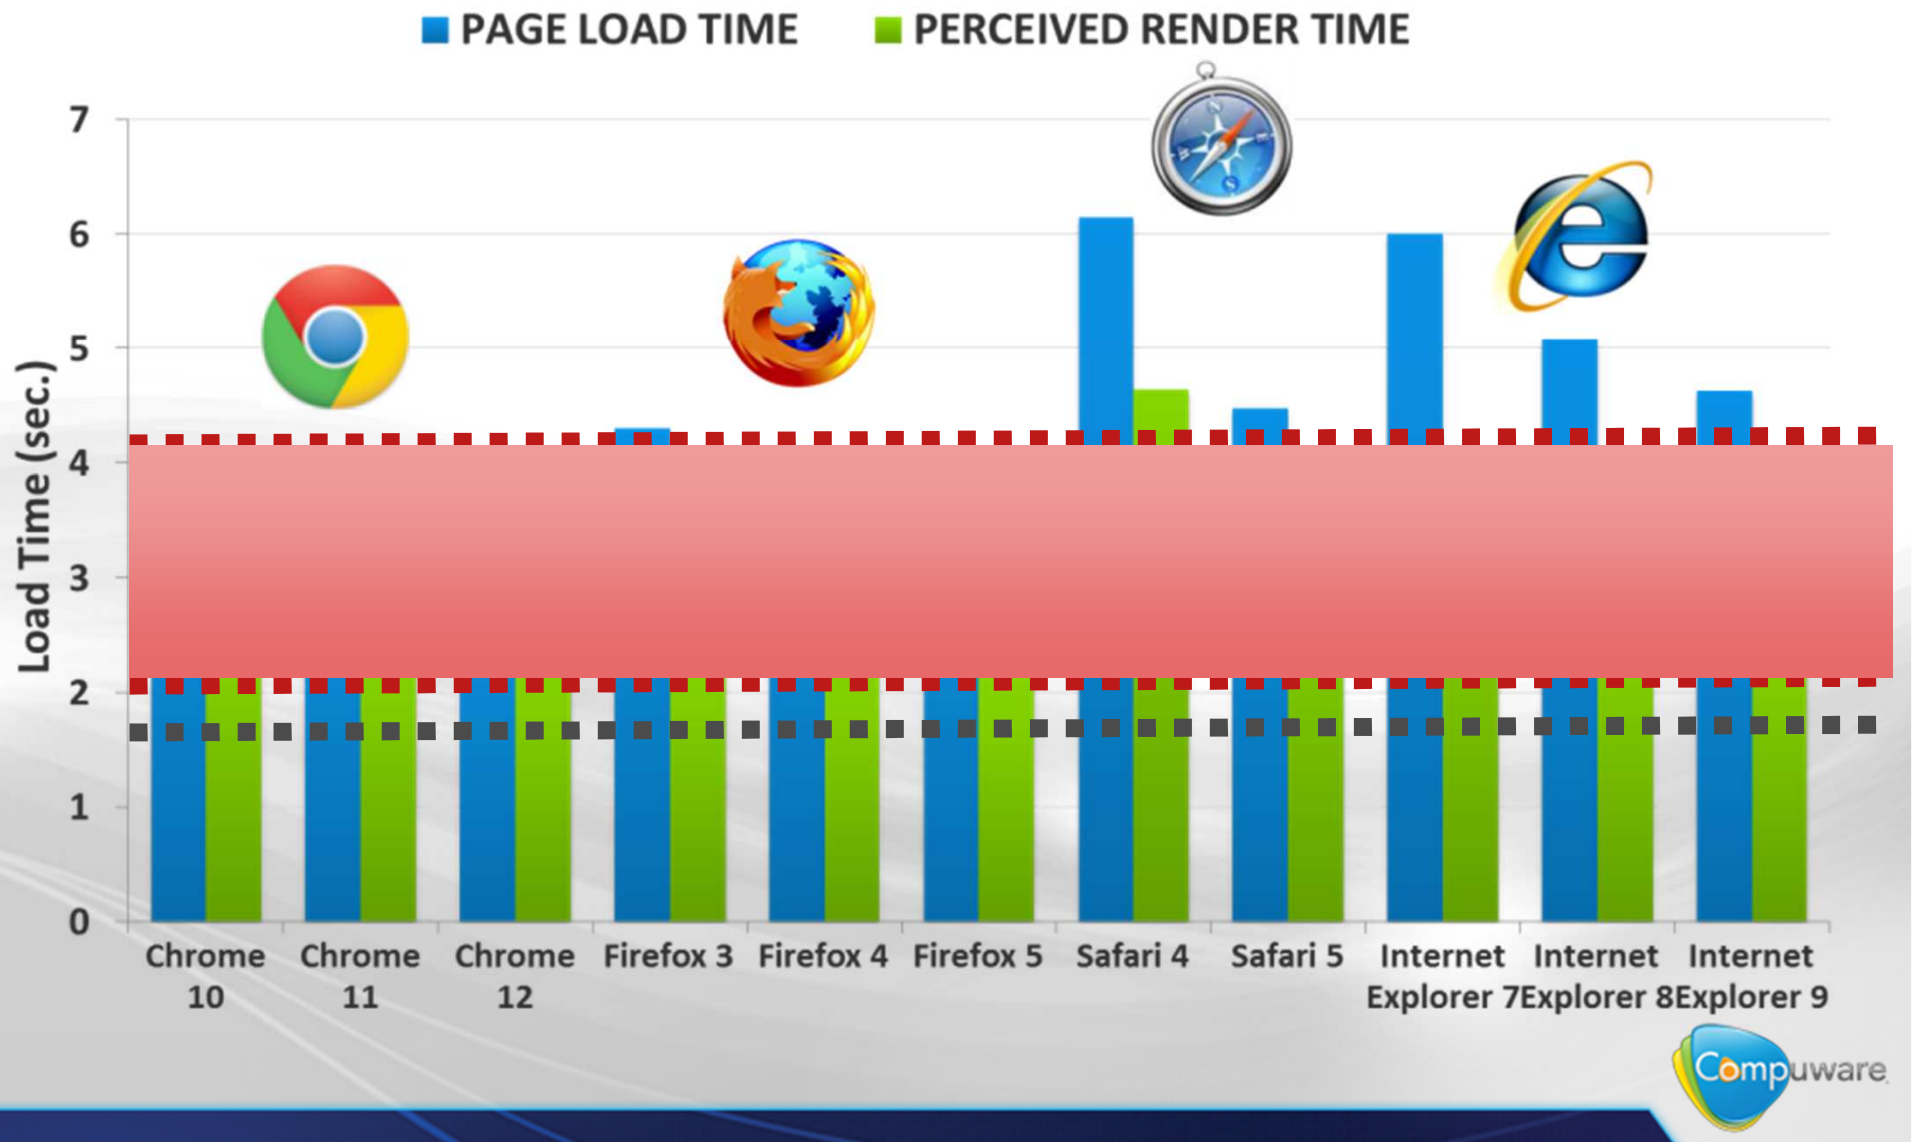 PAGE LOAD TIME PERCEIVED RENDER TIME
7
6
5
4
3
2
1
0
Load Time (sec.)
Chrome 10
Chrome 11
Chrome 12
Firefox 3
Firefox 4
Firefox 5
Safari 4
Safari 5
Internet Explorer 7
Internet Explorer 8
Internet Explorer 9
N
E
S
W
Compuware